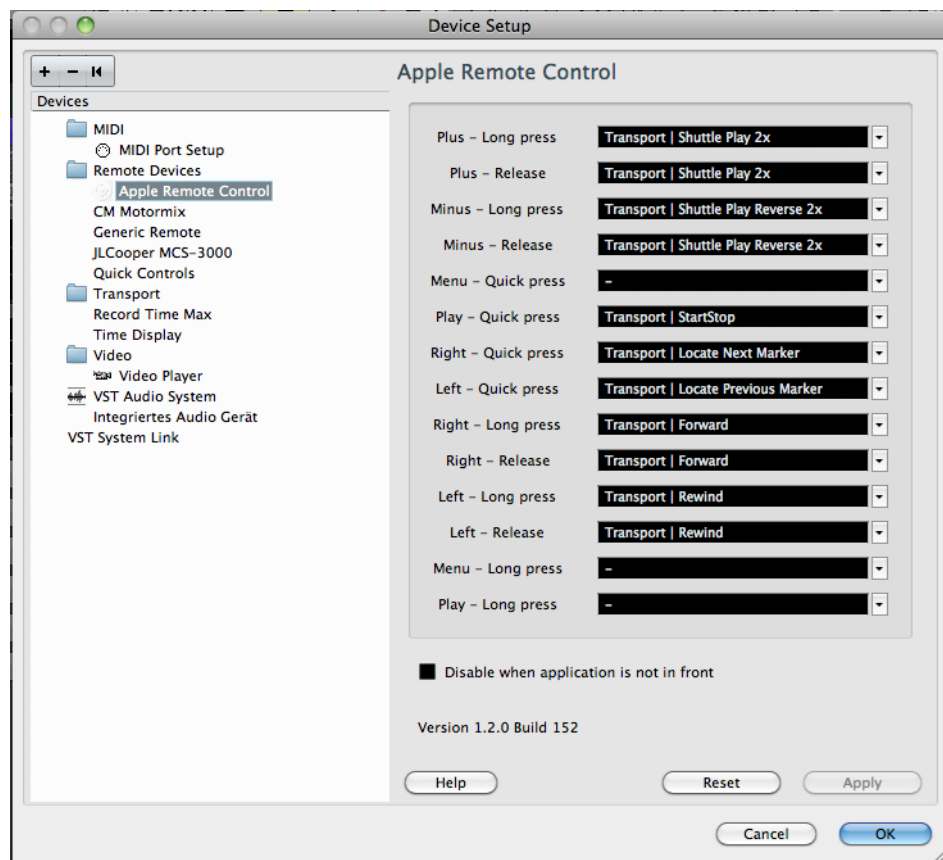 Device Setup
+ −
Devices
MIDI
MIDI Port Setup
Remote Devices
Apple Remote Control
CM Motormix
Generic Remote
JLCooper MCS-3000
Quick Controls
Transport
Record Time Max
Time Display
Video
Video Player
VST Audio System
Integriertes Audio Gerät
VST System Link
Apple Remote Control
Plus – Long press Transport | Shuttle Play 2x
Plus – Release Transport | Shuttle Play 2x
Minus – Long press Transport | Shuttle Play Reverse 2x
Minus – Release Transport | Shuttle Play Reverse 2x
Menu – Quick press –
Play – Quick press Transport | StartStop
Right – Quick press Transport | Locate Next Marker
Left – Quick press Transport | Locate Previous Marker
Right – Long press Transport | Forward
Right – Release Transport | Forward
Left – Long press Transport | Rewind
Left – Release Transport | Rewind
Menu – Long press –
Play – Long press –
Disable when application is not in front
Version 1.2.0 Build 152
Help Reset Apply
Cancel OK